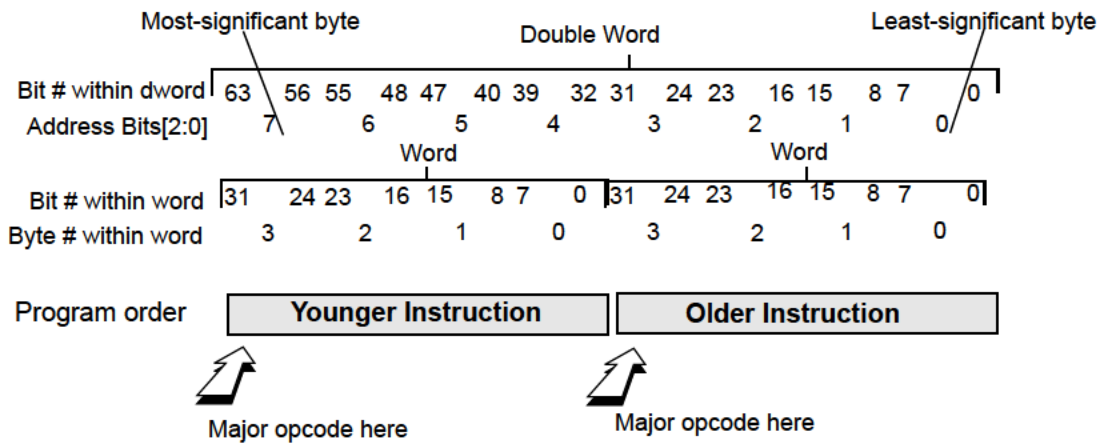 Most-significant byte Least-significant byte
Double Word
Bit # within dword 63 56 55 48 47 40 39 32 31 24 23 16 15 8 7 0
Address Bits[2:0] 7 6 5 4 3 2 1 0
Word Word
Bit # within word 31 24 23 16 15 8 7 0 31 24 23 16 15 8 7 0
Byte # within word 3 2 1 0 3 2 1 0
Program order Younger Instruction Older Instruction
Major opcode here Major opcode here